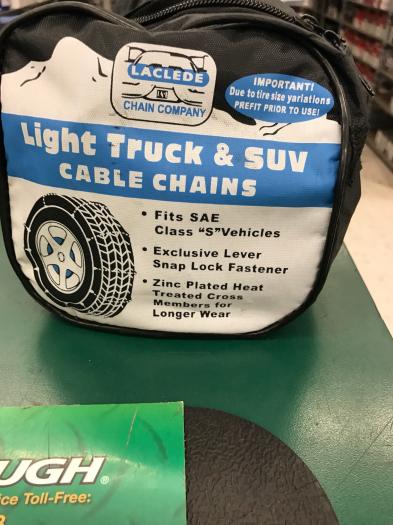 LACLEDE
CHAIN COMPANY
IMPORTANT!
Due to tire size variations
PREFIT PRIOR TO USE!
Light Truck & SUV
CABLE CHAINS
• Fits SAE
Class "S"Vehicles
• Exclusive Lever
Snap Lock Fastener
• Zinc Plated Heat
Treated Cross
Members for
Longer Wear
UGH®
ice Toll-Free: